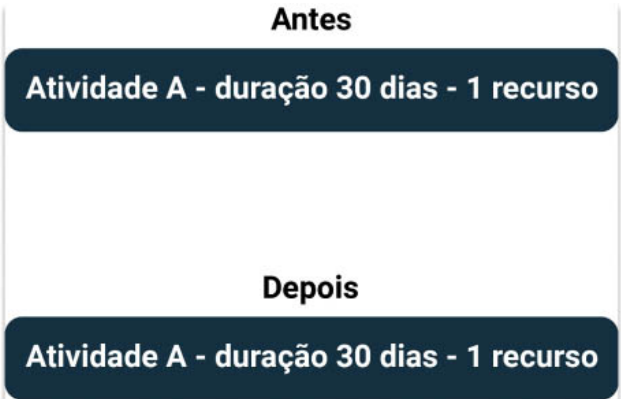 Antes
Atividade A - duração 30 dias - 1 recurso
Depois
Atividade A - duração 30 dias - 1 recurso